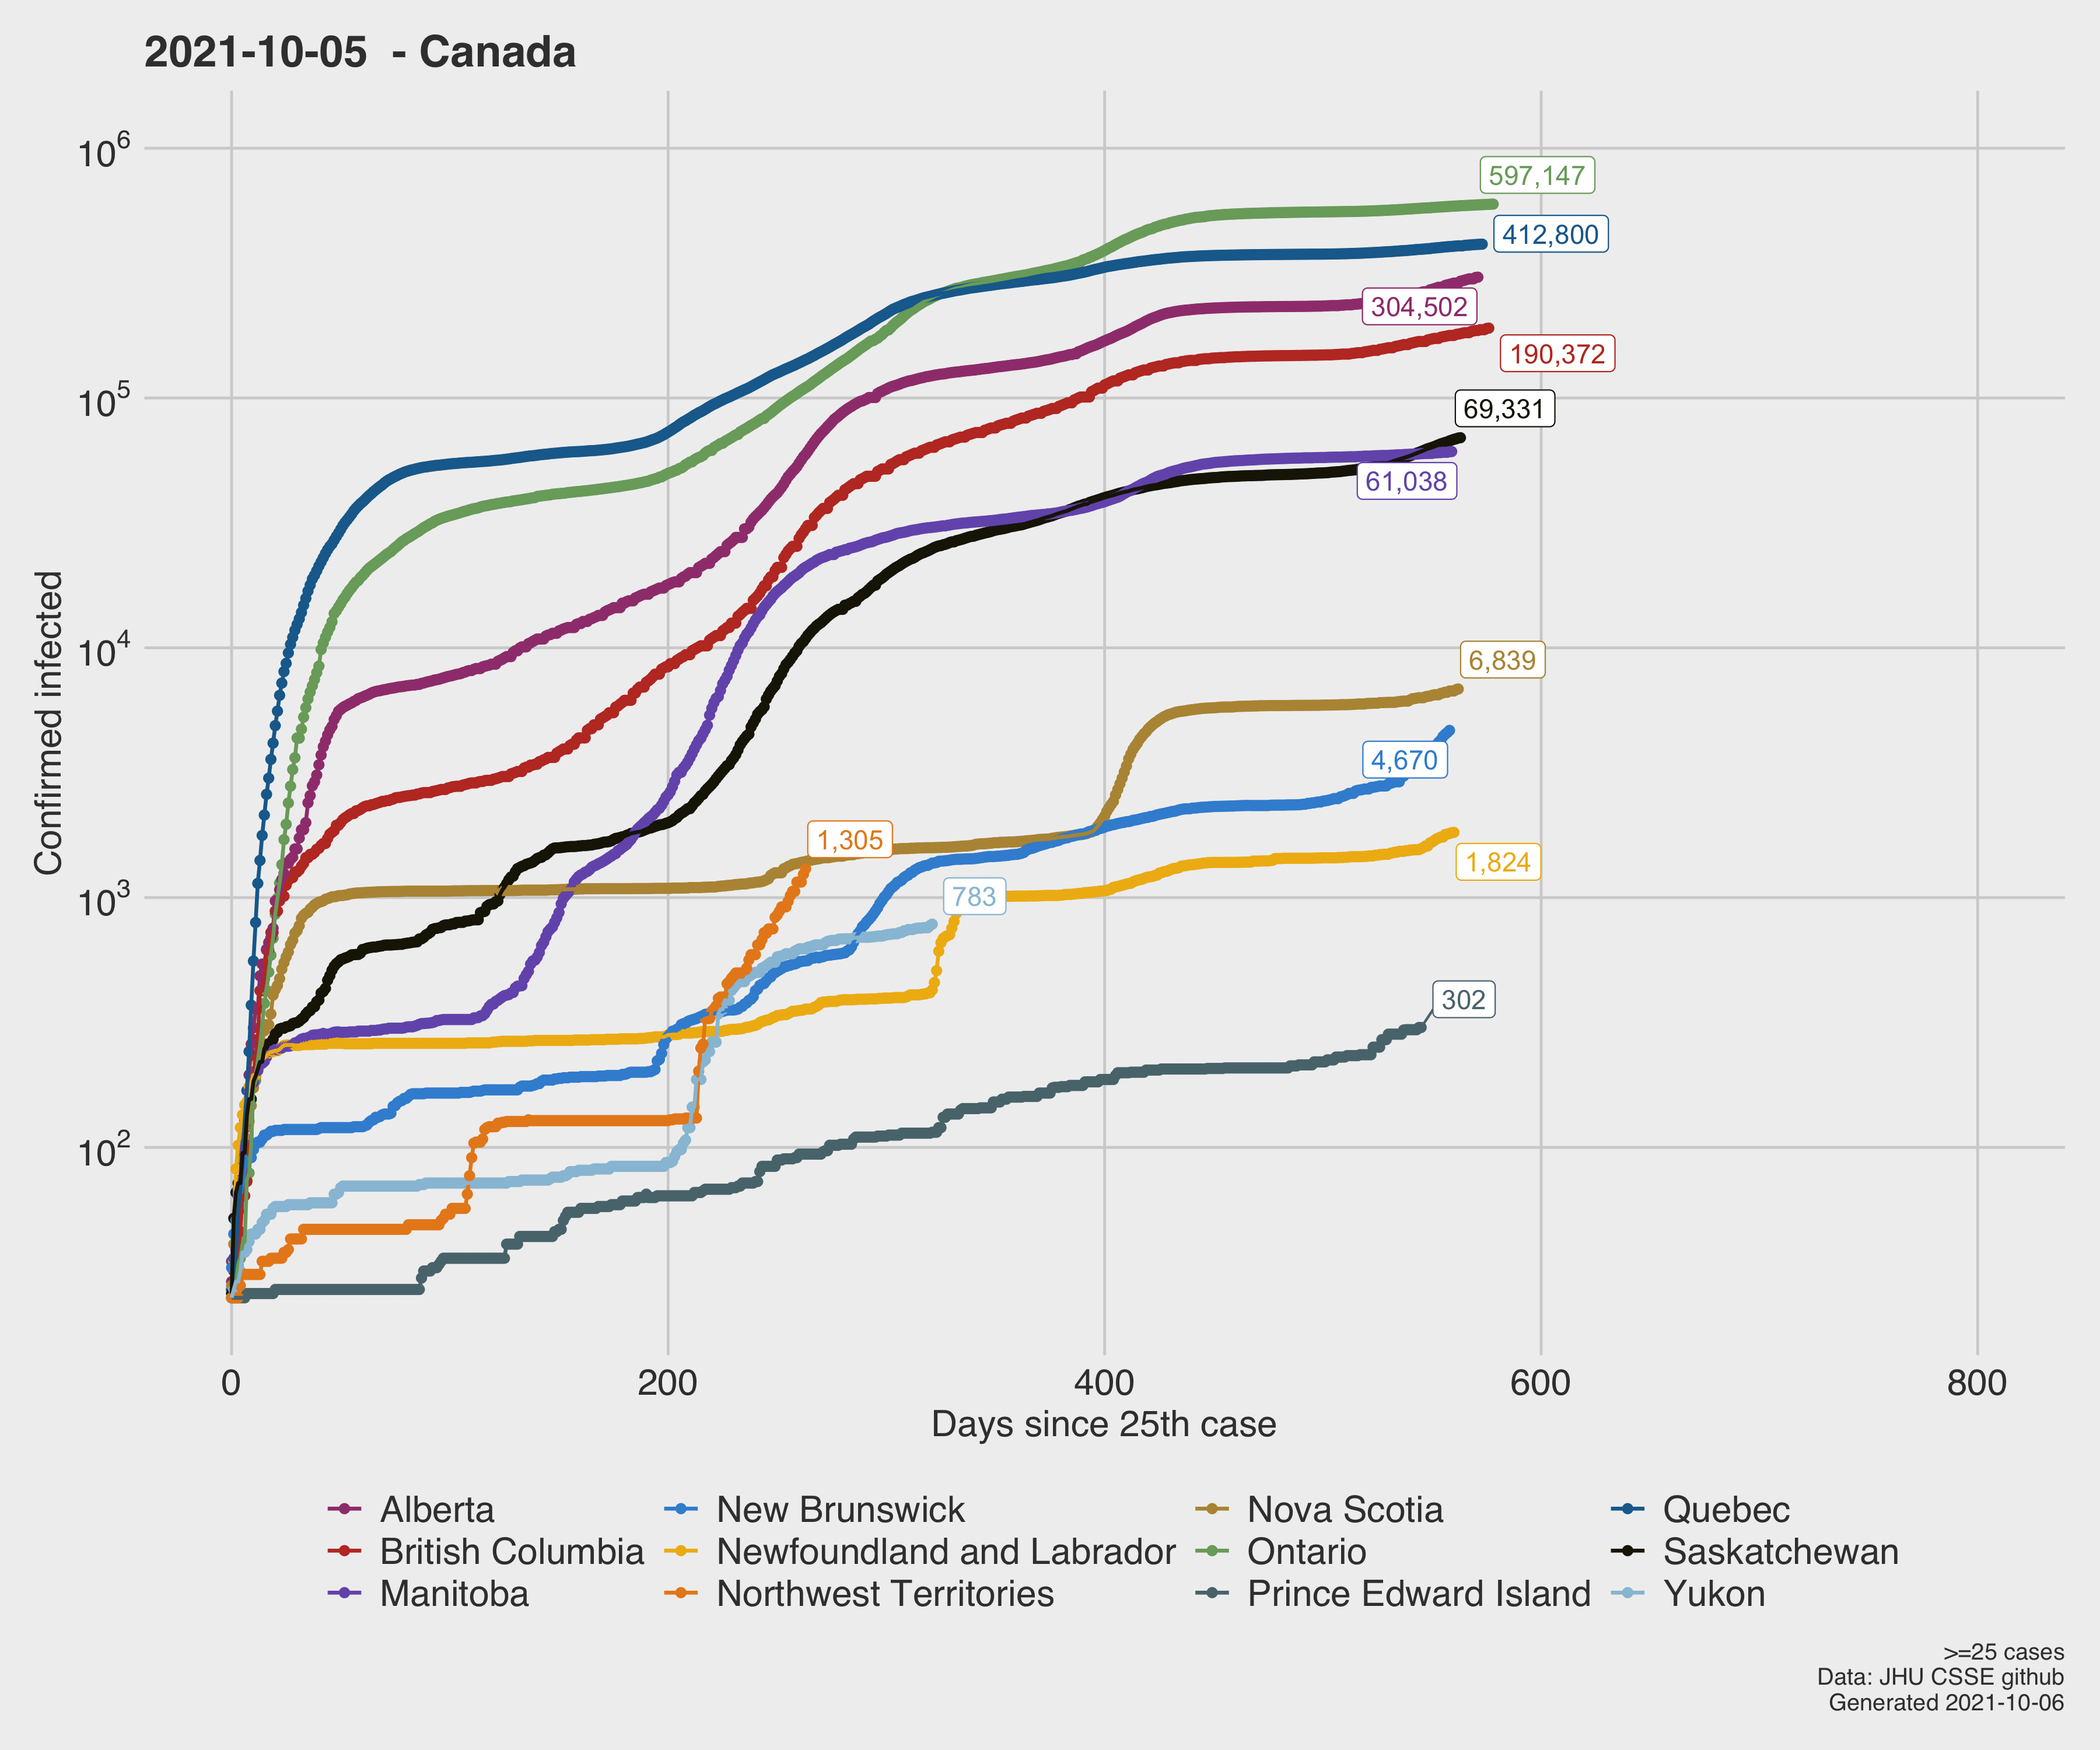 2021-10-05 - Canada
Confirmed infected
10^6
10^5
10^4
10^3
10^2
597,147
412,800
304,502
190,372
69,331
61,038
6,839
4,670
1,305
1,824
783
302
0 200 400 600 800
Days since 25th case
Alberta New Brunswick Nova Scotia Quebec
British Columbia Newfoundland and Labrador Ontario Saskatchewan
Manitoba Northwest Territories Prince Edward Island Yukon
>=25 cases
Data: JHU CSSE github
Generated 2021-10-06